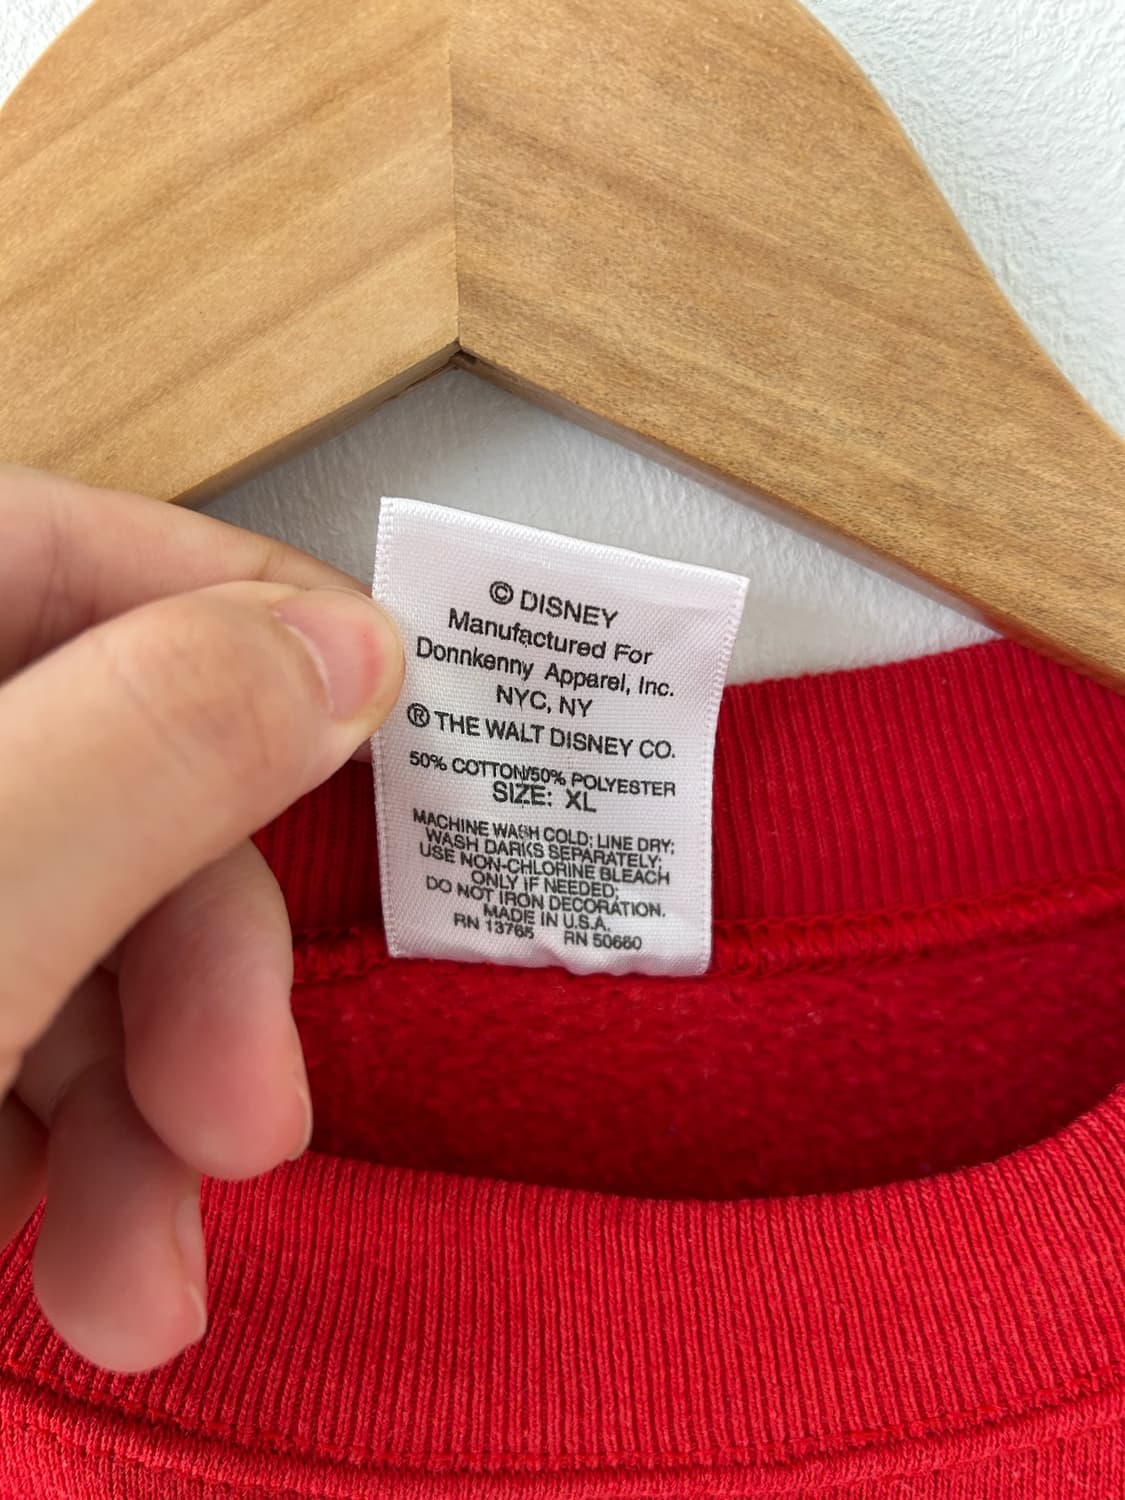 © DISNEY
Manufactured For
Donnkenny Apparel, Inc.
NYC, NY
® THE WALT DISNEY CO.
50% COTTON/50% POLYESTER
SIZE: XL
MACHINE WASH COLD; LINE DRY;
WASH DARKS SEPARATELY;
USE NON-CHLORINE BLEACH
ONLY IF NEEDED;
DO NOT IRON DECORATION.
MADE IN U.S.A.
RN 13765 RN 50660